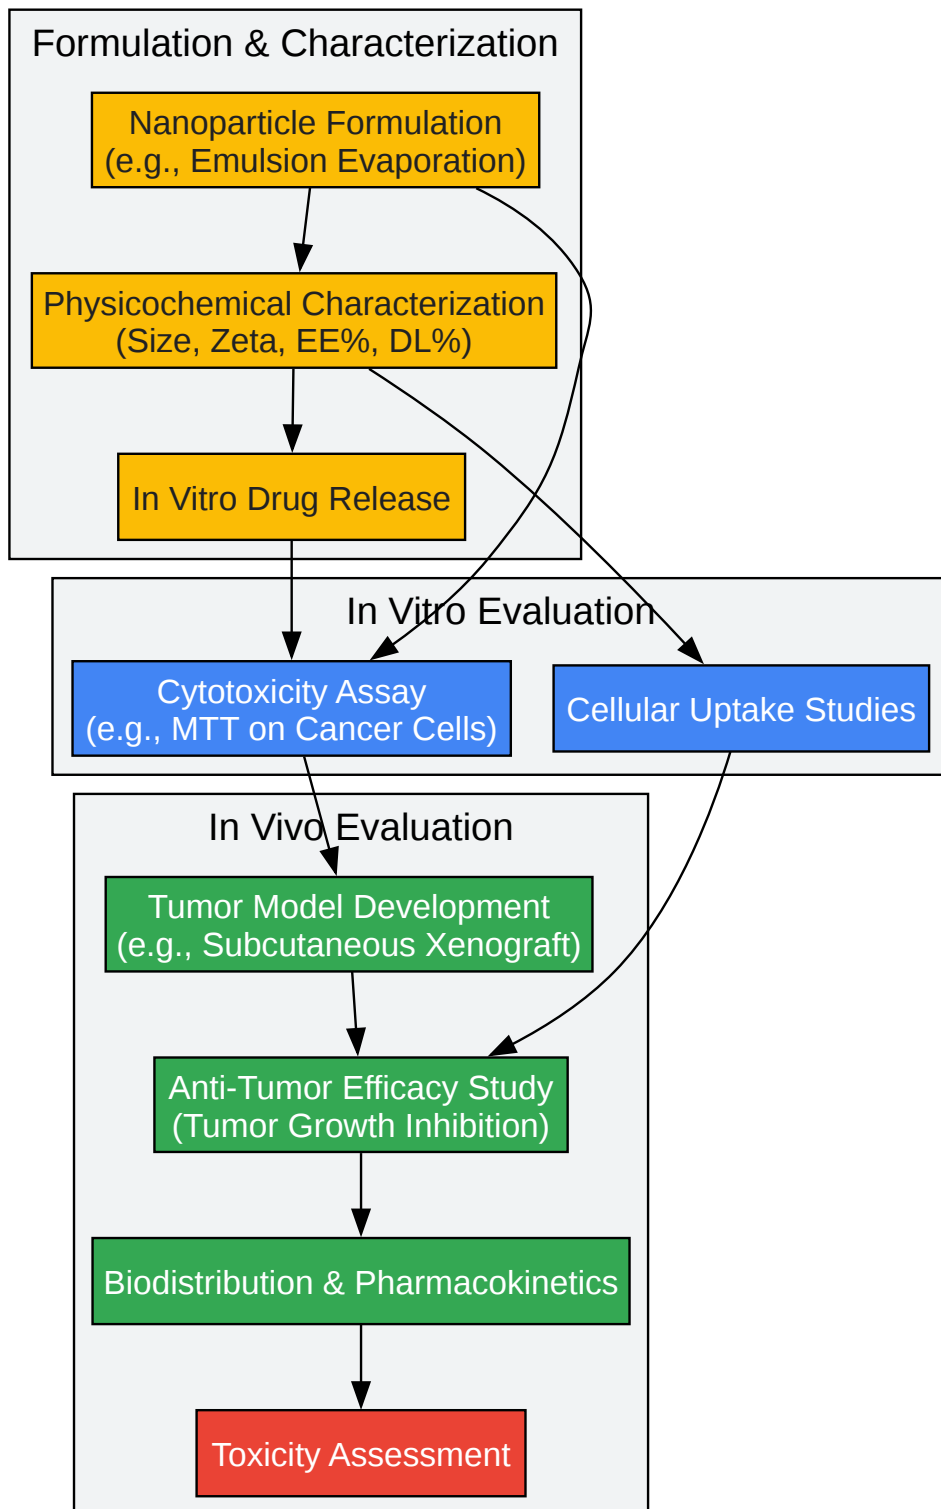 Formulation & Characterization
Nanoparticle Formulation
(e.g., Emulsion Evaporation)
Physicochemical Characterization
(Size, Zeta, EE%, DL%)
In Vitro Drug Release
In Vitro Evaluation
Cytotoxicity Assay
(e.g., MTT on Cancer Cells)
Cellular Uptake Studies
In Vivo Evaluation
Tumor Model Development
(e.g., Subcutaneous Xenograft)
Anti-Tumor Efficacy Study
(Tumor Growth Inhibition)
Biodistribution & Pharmacokinetics
Toxicity Assessment